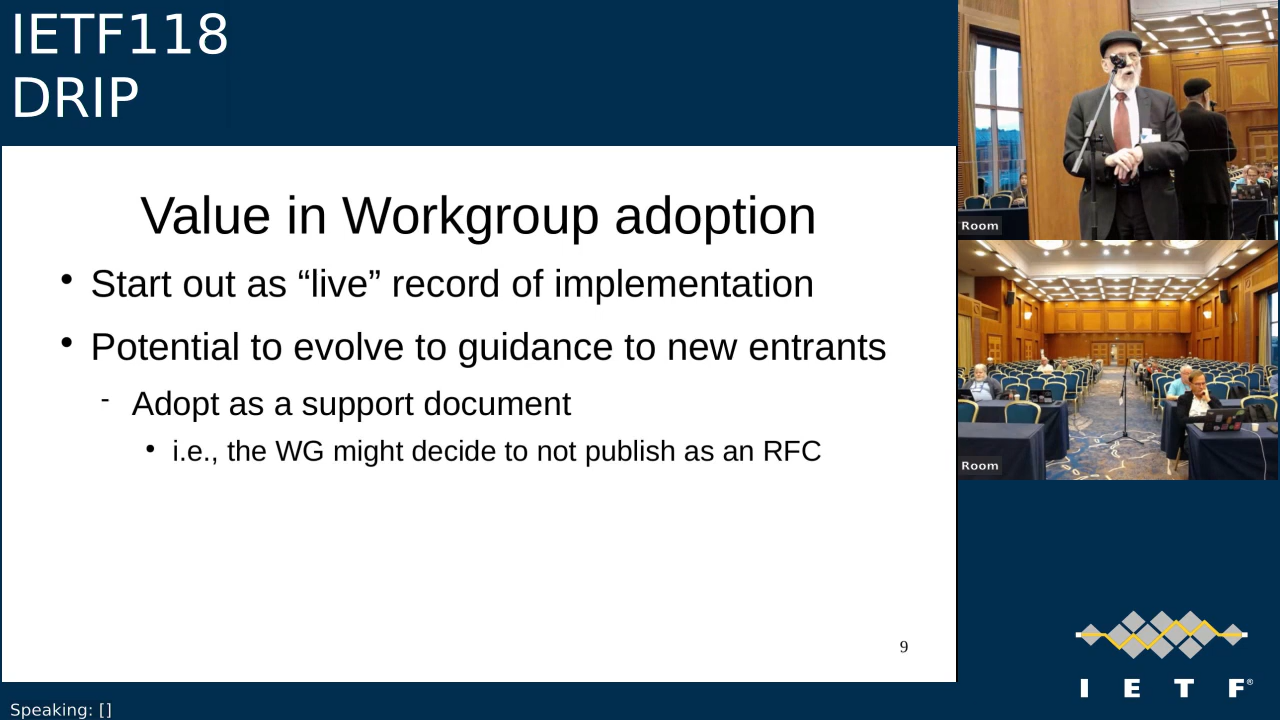 IETF118
DRIP
Value in Workgroup adoption
• Start out as “live” record of implementation
• Potential to evolve to guidance to new entrants
- Adopt as a support document
• i.e., the WG might decide to not publish as an RFC
9
Room
Room
I E T F®
Speaking: []